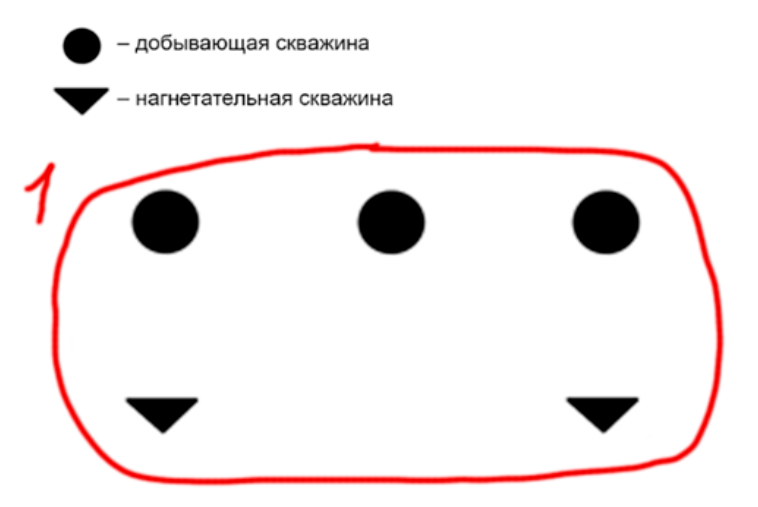 – добывающая скважина
– нагнетательная скважина
1